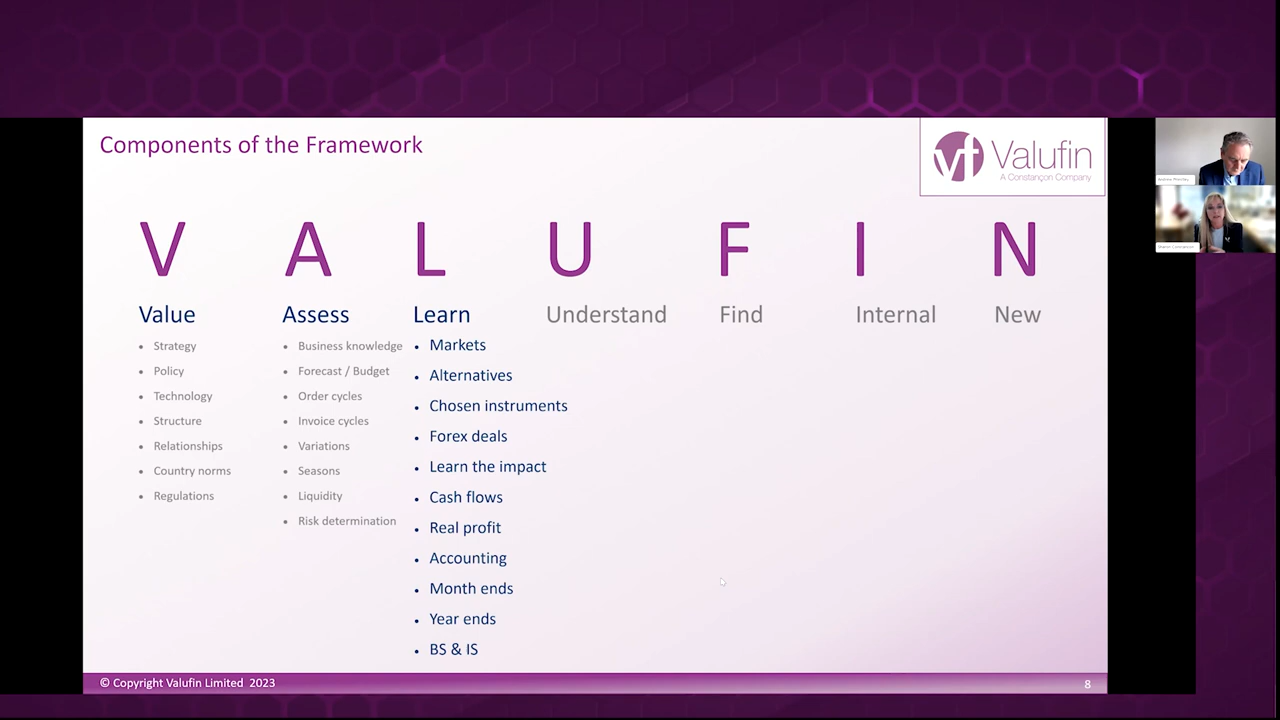 Components of the Framework
vf Valufin
A Constançon Company
V A L U F I N
Value Assess Learn Understand Find Internal New
• Strategy
• Policy
• Technology
• Structure
• Relationships
• Country norms
• Regulations
• Business knowledge
• Forecast / Budget
• Order cycles
• Invoice cycles
• Variations
• Seasons
• Liquidity
• Risk determination
• Markets
• Alternatives
• Chosen instruments
• Forex deals
• Learn the impact
• Cash flows
• Real profit
• Accounting
• Month ends
• Year ends
• BS & IS
© Copyright Valufin Limited 2023
8